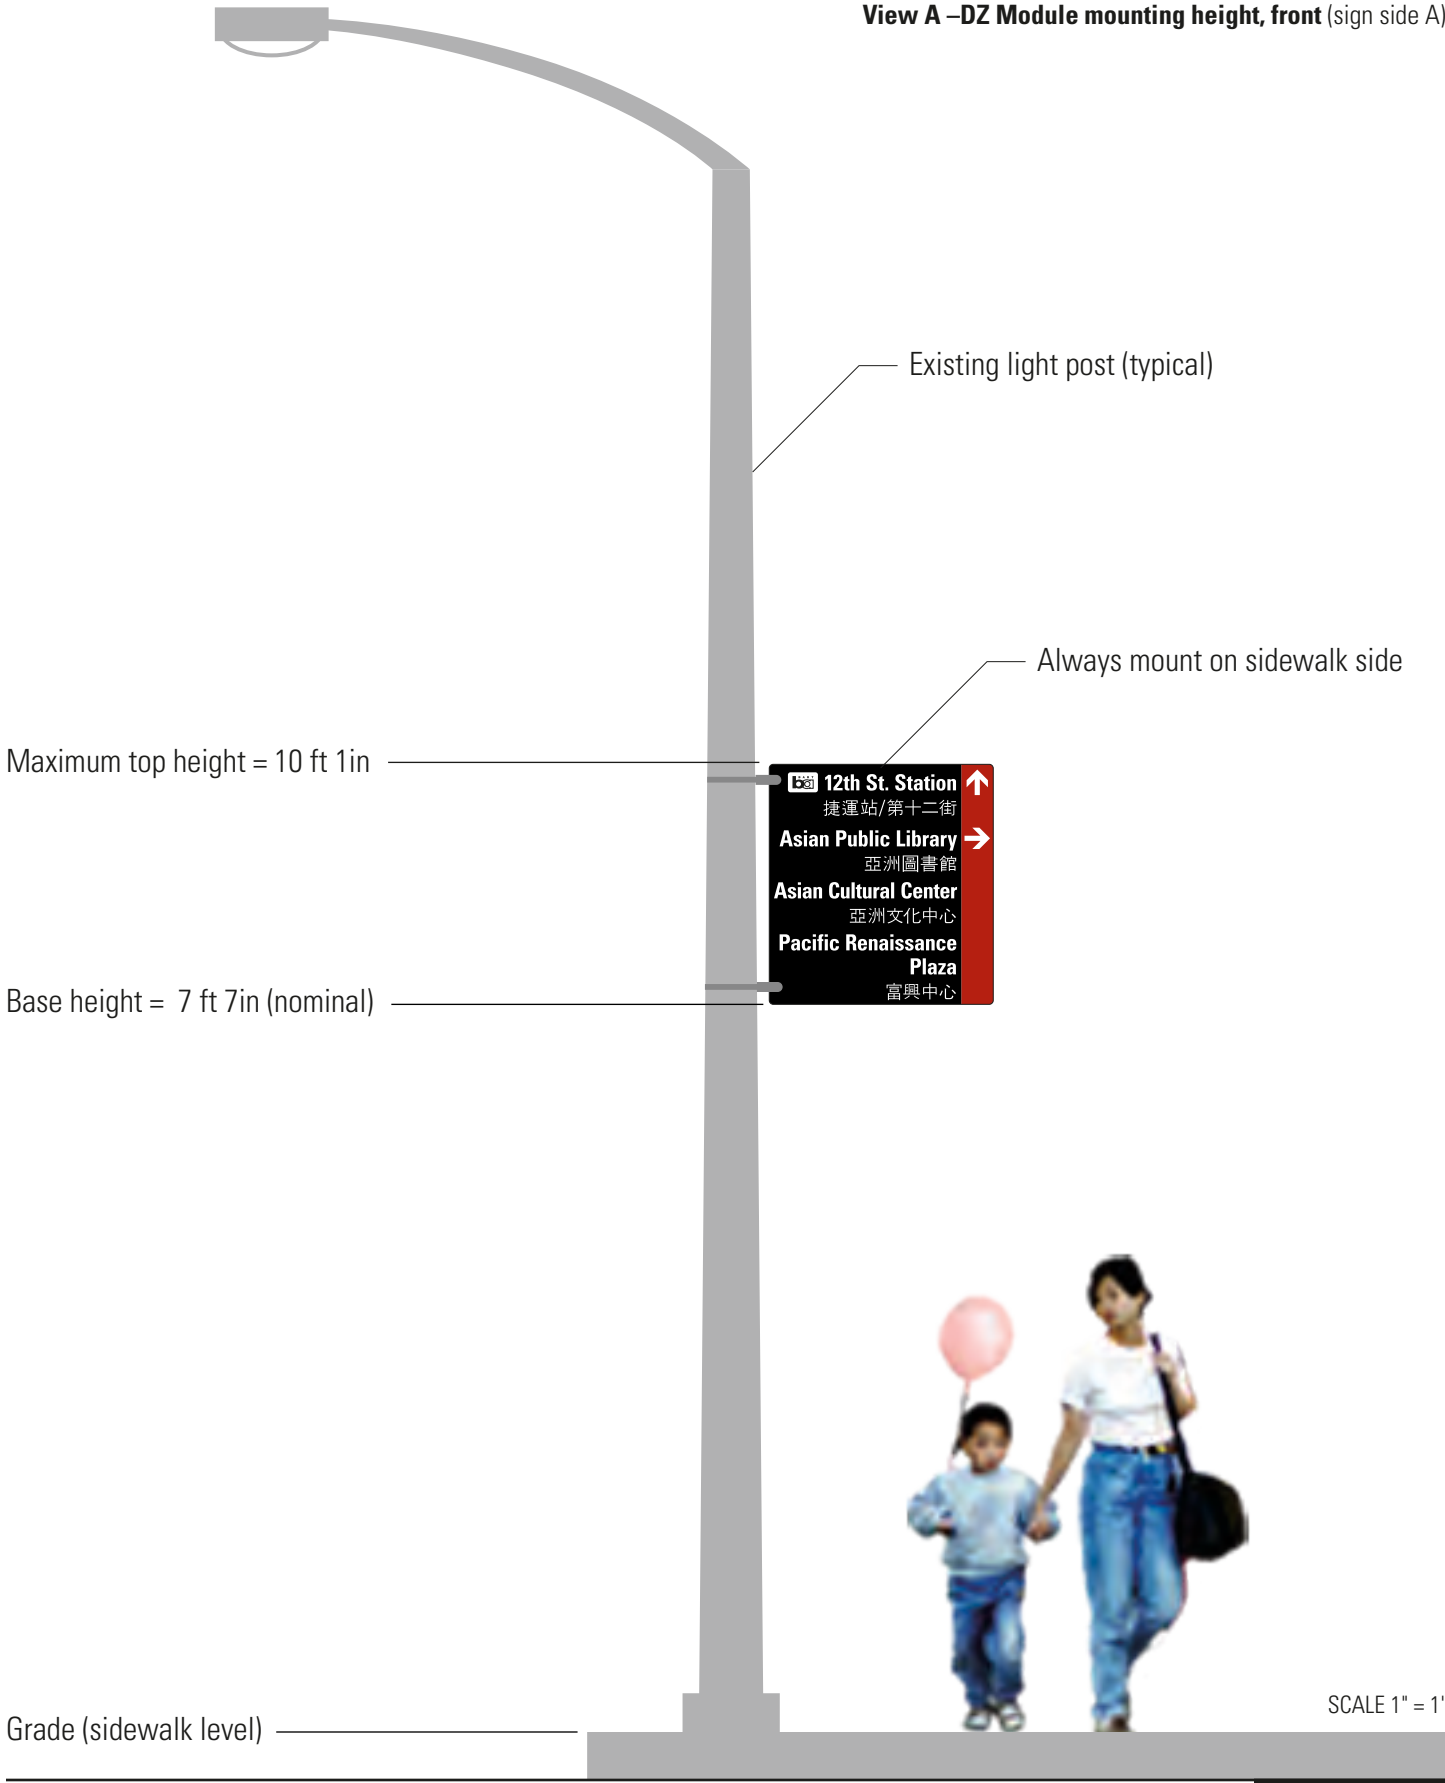 View A –DZ Module mounting height, front (sign side A)
Existing light post (typical)
Always mount on sidewalk side
Maximum top height = 10 ft 1in
ba 12th St. Station
捷運站/第十二街
Asian Public Library
亞洲圖書館
Asian Cultural Center
亞洲文化中心
Pacific Renaissance
Plaza
富興中心
Base height = 7 ft 7in (nominal)
SCALE 1" = 1'
Grade (sidewalk level)